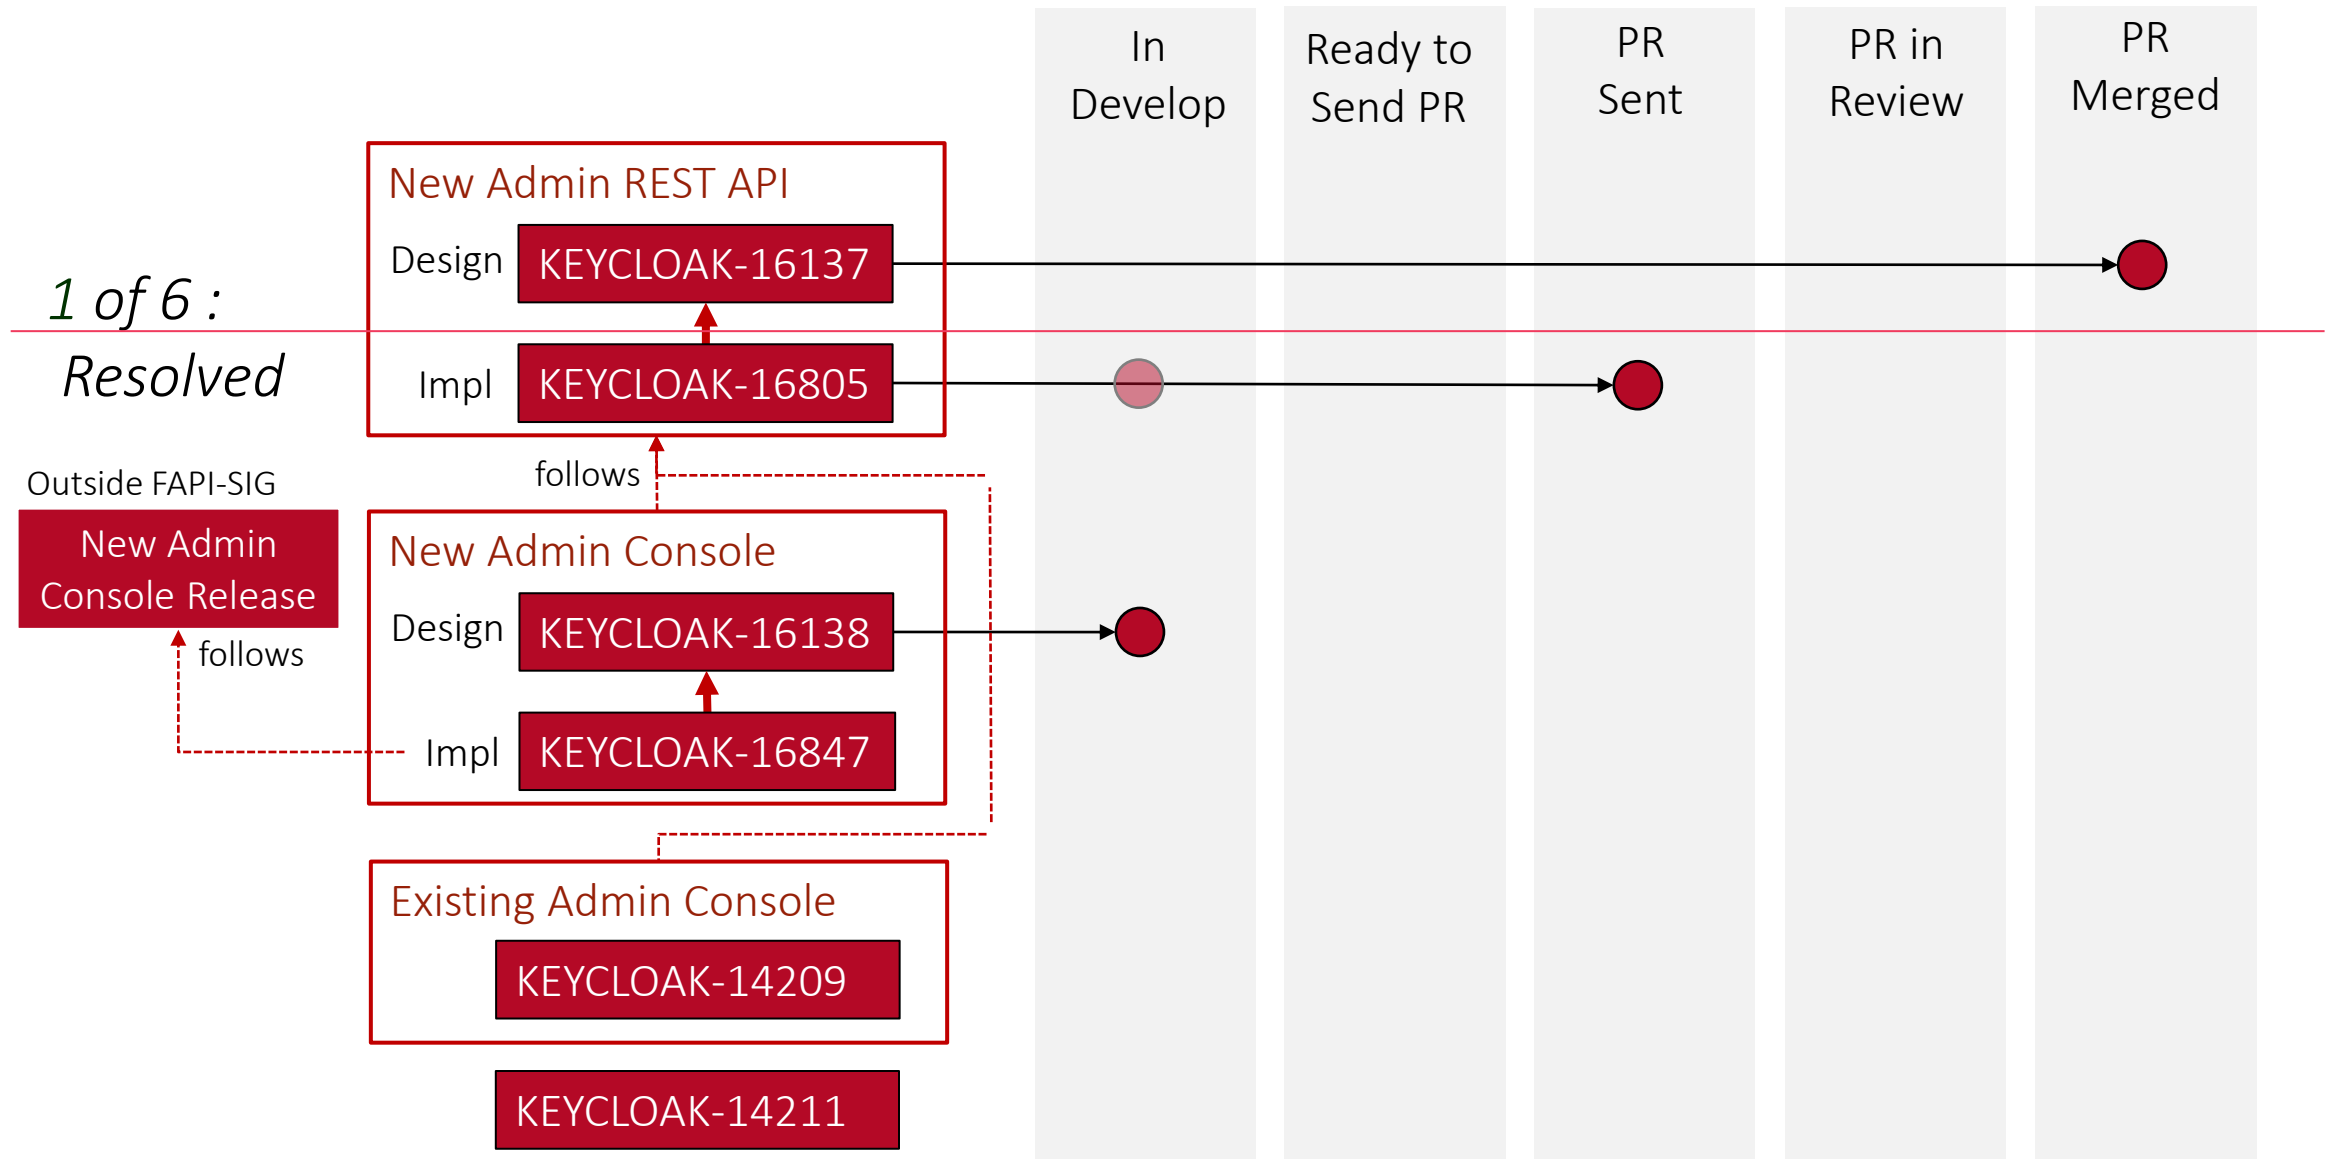 In
Develop
Ready to
Send PR
PR
Sent
PR in
Review
PR
Merged
New Admin REST API
Design
KEYCLOAK-16137
1 of 6 :
Resolved
Impl
KEYCLOAK-16805
follows
Outside FAPI-SIG
New Admin
Console Release
follows
New Admin Console
Design
KEYCLOAK-16138
Impl
KEYCLOAK-16847
Existing Admin Console
KEYCLOAK-14209
KEYCLOAK-14211